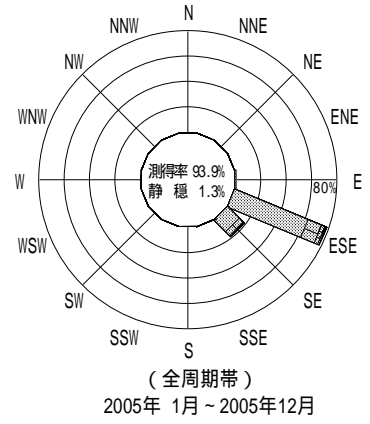 N
NNW NNE
NW NE
WNW ENE
測得率 93.9%
静 穏 1.3%
W 80% E
WSW ESE
SW SE
SSW SSE
S
(全周期帯)
2005年 1月~2005年12月